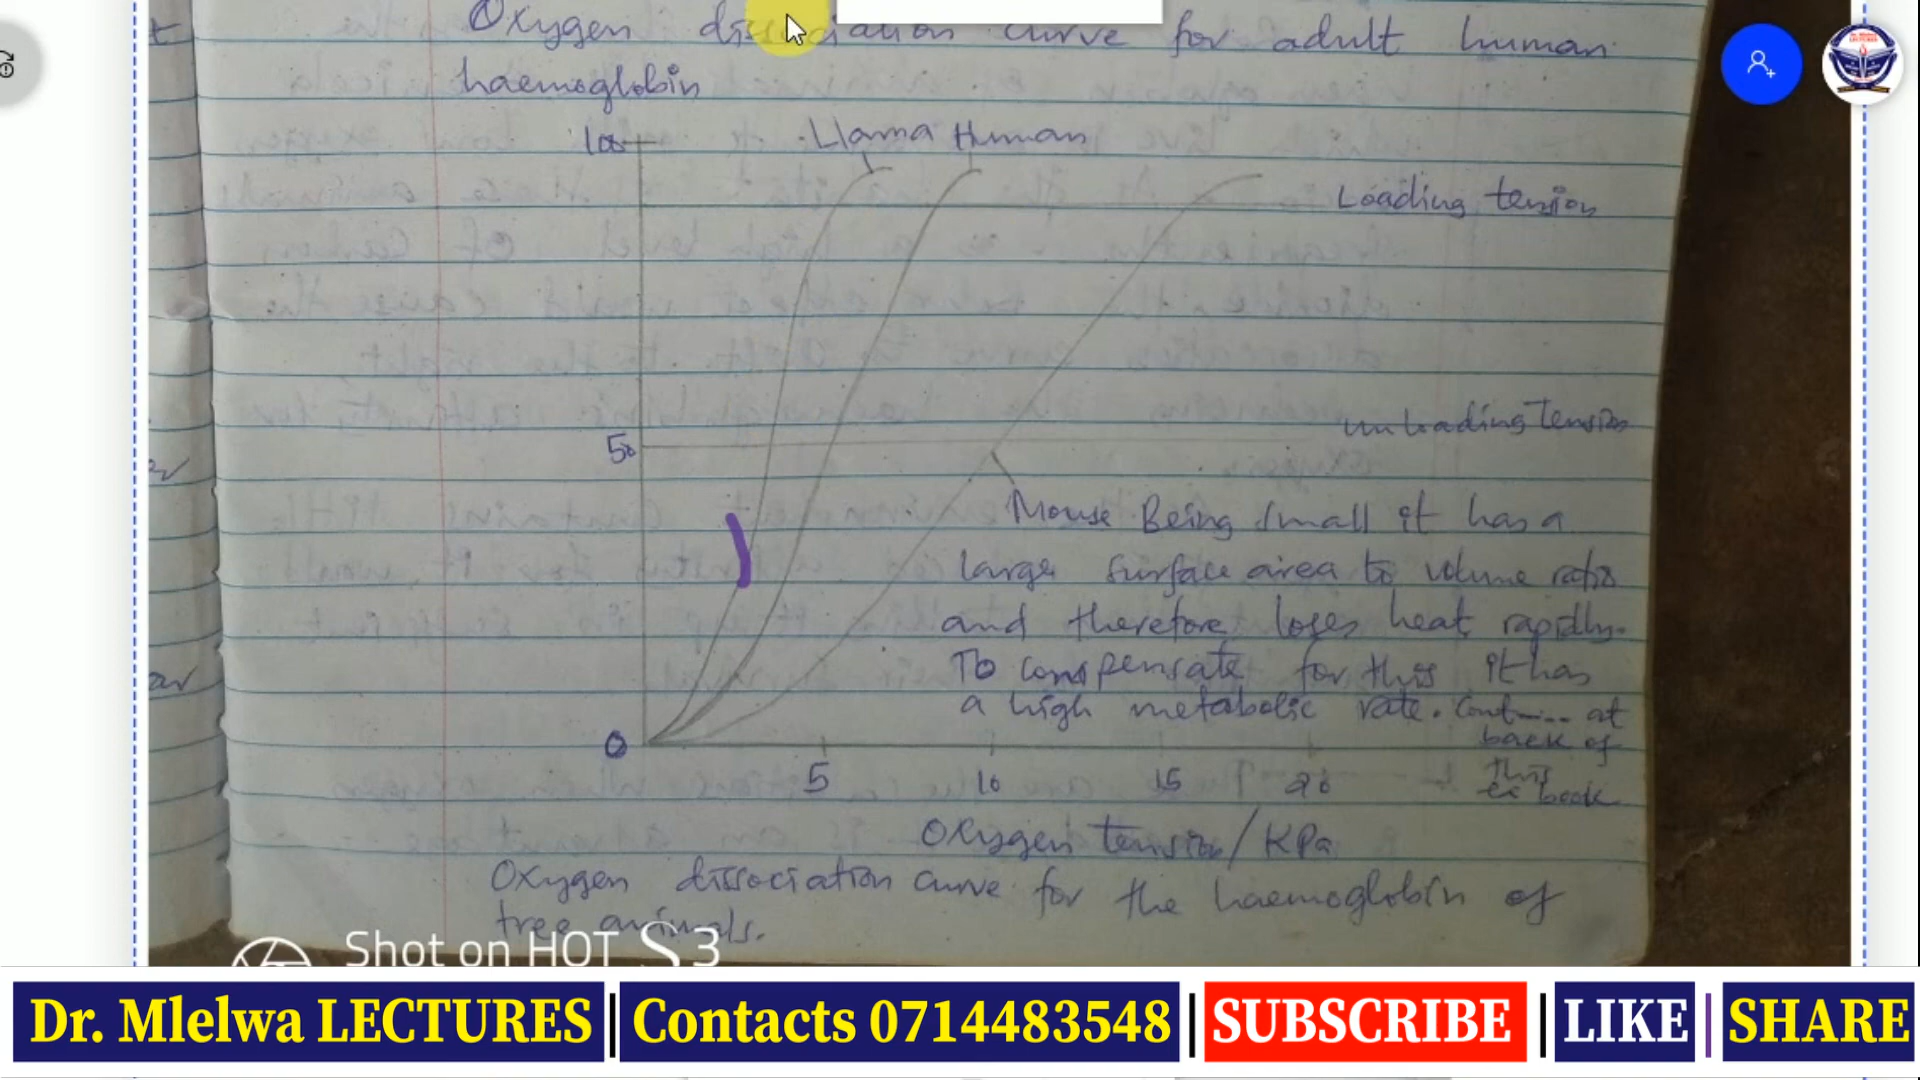 Oxygen dissociation curve for adult human
haemoglobin
100
Llama Human
Loading tension
50
unloading Tension
Mouse Being small it has a
large surface area to volume ratio
and therefore loses heat rapidly.
To compensate for this it has
a high metabolic rate. Cont---- at
back of
this
ex book.
0
5 10 15 20
Oxygen tension/KPa
Oxygen dissociation curve for the haemoglobin of
tree animals.
Shot on HOT S3
Dr. Mlelwa LECTURES | Contacts 0714483548 | SUBSCRIBE | LIKE | SHARE